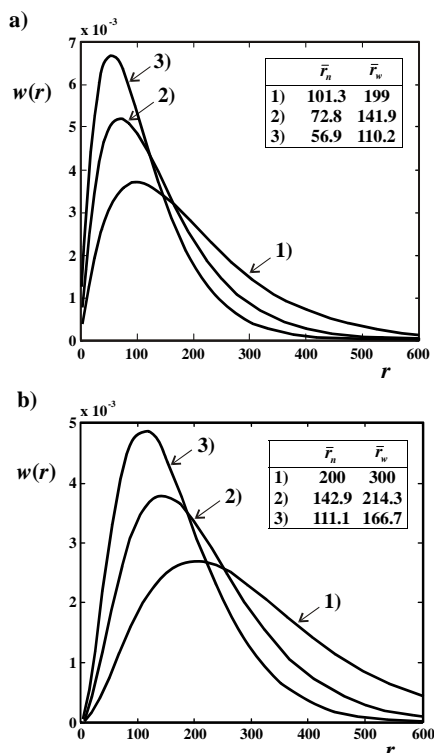 a)
x 10⁻³
7
6
5
4
3
2
1
0
w(r)
3)
2)
1)
r̄ₙ r̄_w
1) 101.3 199
2) 72.8 141.9
3) 56.9 110.2
0 100 200 300 400 500 600
r
b)
x 10⁻³
5
4
3
2
1
0
w(r)
3)
2)
1)
r̄ₙ r̄_w
1) 200 300
2) 142.9 214.3
3) 111.1 166.7
0 100 200 300 400 500 600
r